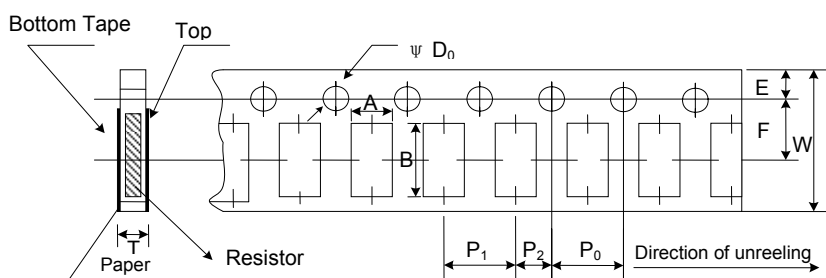 Bottom Tape
Top
ψ D₀
A
B
E
F
W
T
Paper
Resistor
P₁
P₂
P₀
Direction of unreeling